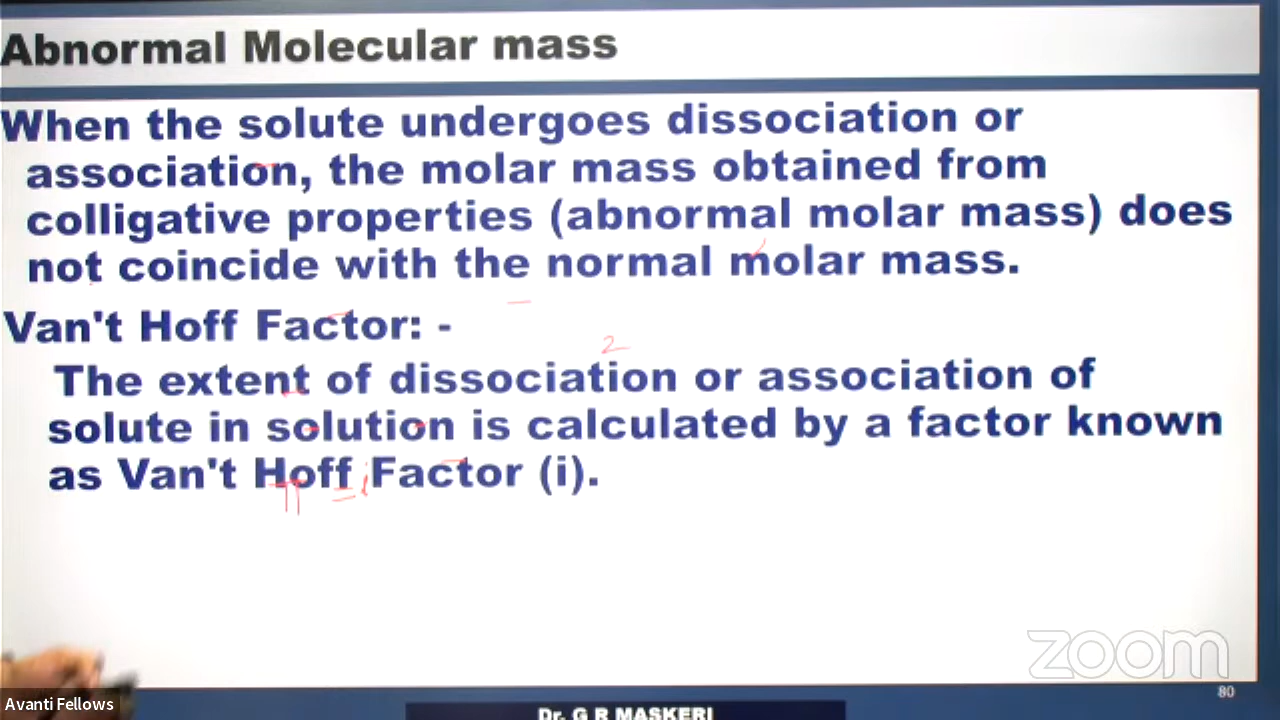 Abnormal Molecular mass
When the solute undergoes dissociation or
association, the molar mass obtained from
colligative properties (abnormal molar mass) does
not coincide with the normal molar mass.
Van't Hoff Factor: -
2
The extent of dissociation or association of
solute in solution is calculated by a factor known
as Van't Hoff Factor (i).
π = i
zoom
80
Avanti Fellows
Dr. G R MASKERI